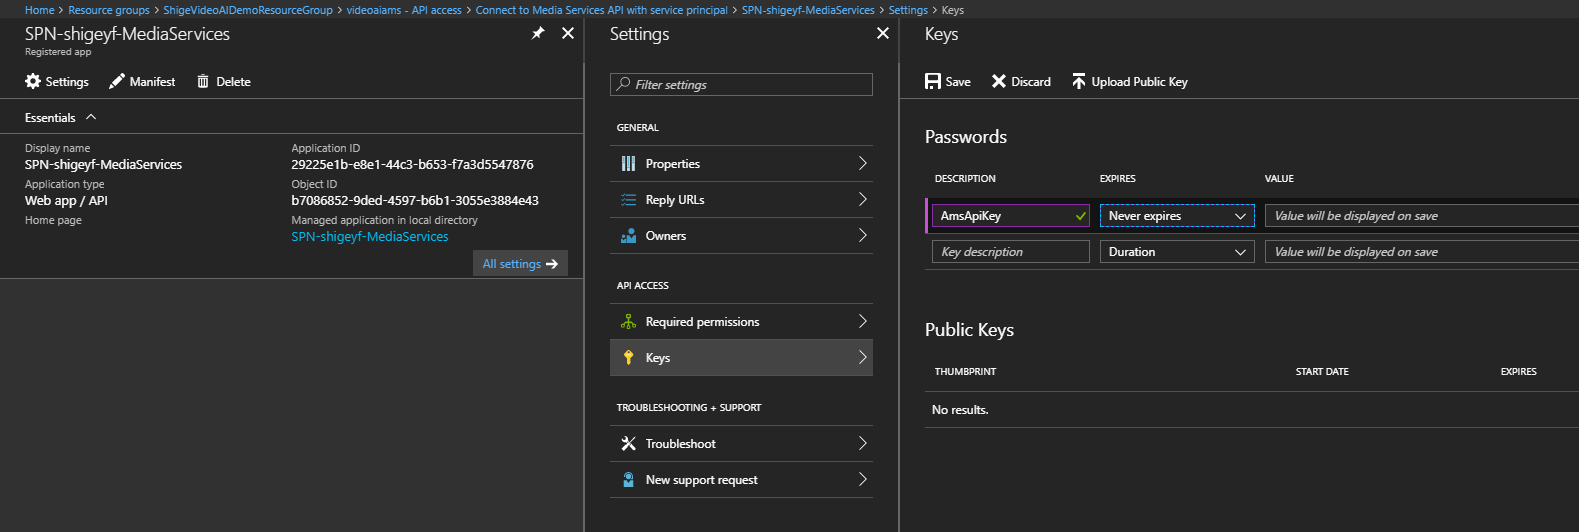 Home > Resource groups > ShigeVideoAIDemoResourceGroup > videoaiams - API access > Connect to Media Services API with service principal > SPN-shigeyf-MediaServices > Settings > Keys
SPN-shigeyf-MediaServices
Registered app
Settings
Manifest
Delete
Essentials
Display name
SPN-shigeyf-MediaServices
Application type
Web app / API
Home page
Application ID
29225e1b-e8e1-44c3-b653-f7a3d5547876
Object ID
b7086852-9ded-4597-b6b1-3055e3884e43
Managed application in local directory
SPN-shigeyf-MediaServices
All settings
Settings
Filter settings
GENERAL
Properties
Reply URLs
Owners
API ACCESS
Required permissions
Keys
TROUBLESHOOTING + SUPPORT
Troubleshoot
New support request
Keys
Save
Discard
Upload Public Key
Passwords
DESCRIPTION EXPIRES VALUE
AmsApiKey Never expires Value will be displayed on save
Key description Duration Value will be displayed on save
Public Keys
THUMBPRINT START DATE EXPIRES
No results.